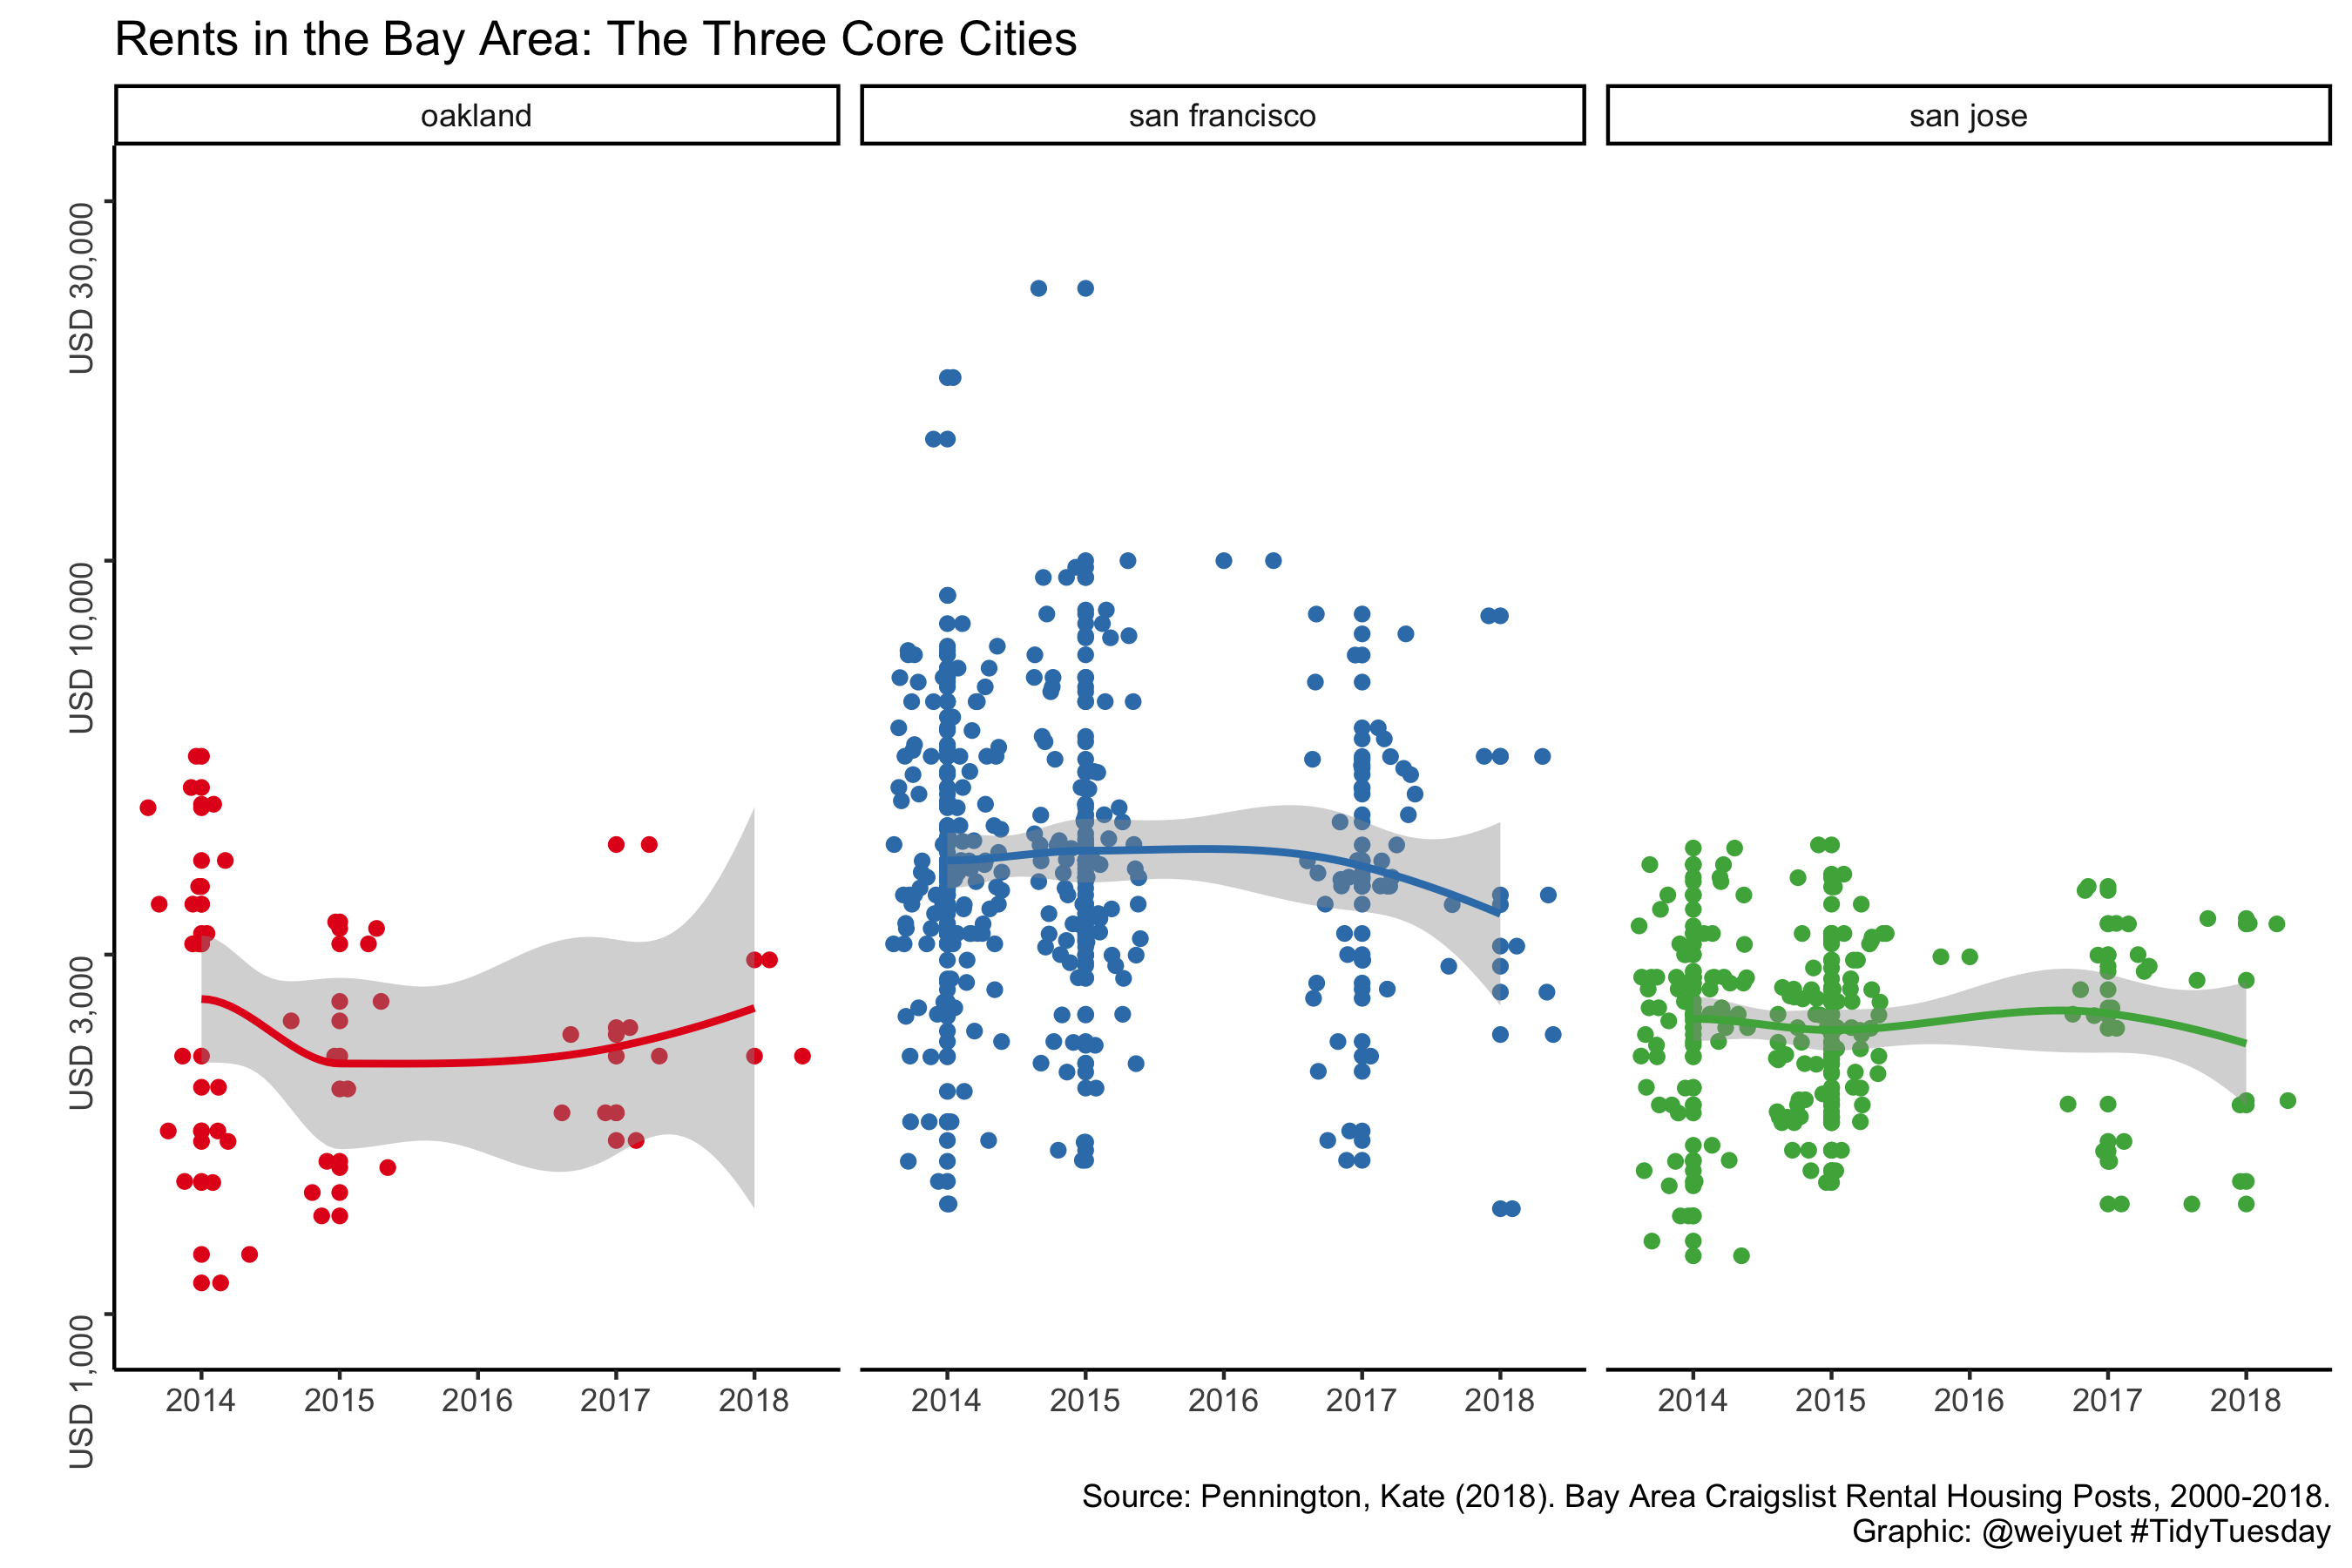 Rents in the Bay Area: The Three Core Cities
oakland
san francisco
san jose
USD 30,000
USD 10,000
USD 3,000
USD 1,000
2014 2015 2016 2017 2018
2014 2015 2016 2017 2018
2014 2015 2016 2017 2018
Source: Pennington, Kate (2018). Bay Area Craigslist Rental Housing Posts, 2000-2018.
Graphic: @weiyuet #TidyTuesday